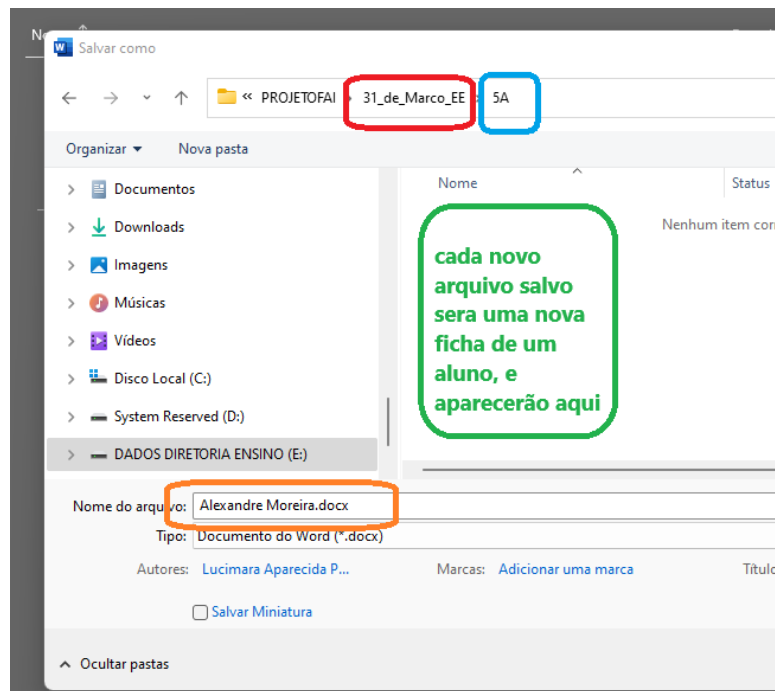 Salvar como
« PROJETOFAI › 31_de_Marco_EE › 5A
Organizar Nova pasta
Nome Status
Documentos
Downloads
Imagens
Músicas
Vídeos
Disco Local (C:)
System Reserved (D:)
DADOS DIRETORIA ENSINO (E:)
Nenhum item cor
cada novo
arquivo salvo
sera uma nova
ficha de um
aluno, e
aparecerão aqui
Nome do arquivo: Alexandre Moreira.docx
Tipo: Documento do Word (*.docx)
Autores: Lucimara Aparecida P... Marcas: Adicionar uma marca Título
Salvar Miniatura
Ocultar pastas